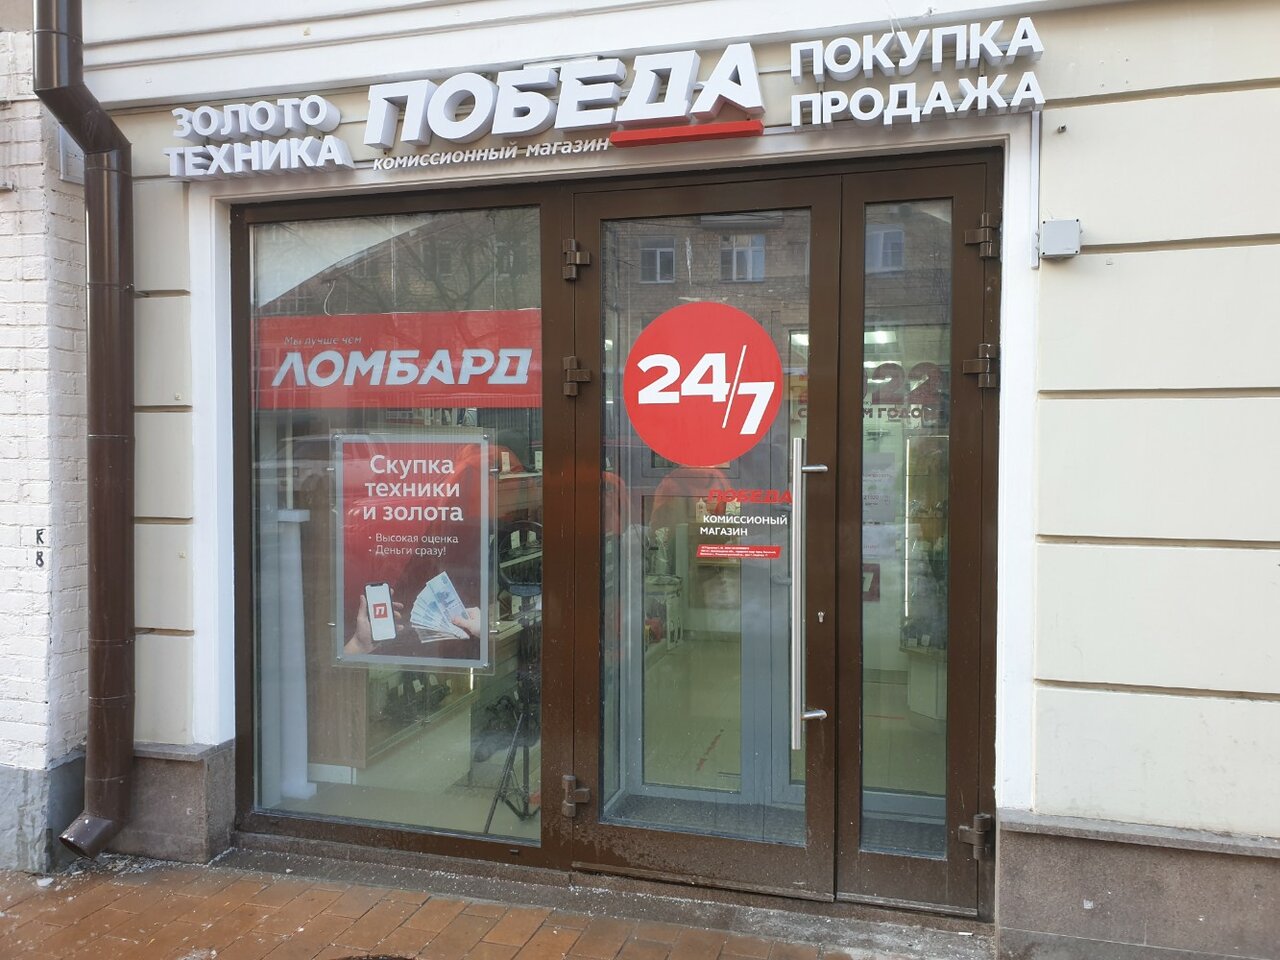 ЗОЛОТО
ТЕХНИКА
ПОБЕДА
КОМИССИОННЫЙ МАГАЗИН
ПОКУПКА
ПРОДАЖА
Мы лучше чем
ЛОМБАРД
24/7
Скупка
техники
и золота
· Высокая оценка
· Деньги сразу!
П
ПОБЕДА
КОМИССИОНЫЙ
МАГАЗИН
К
8